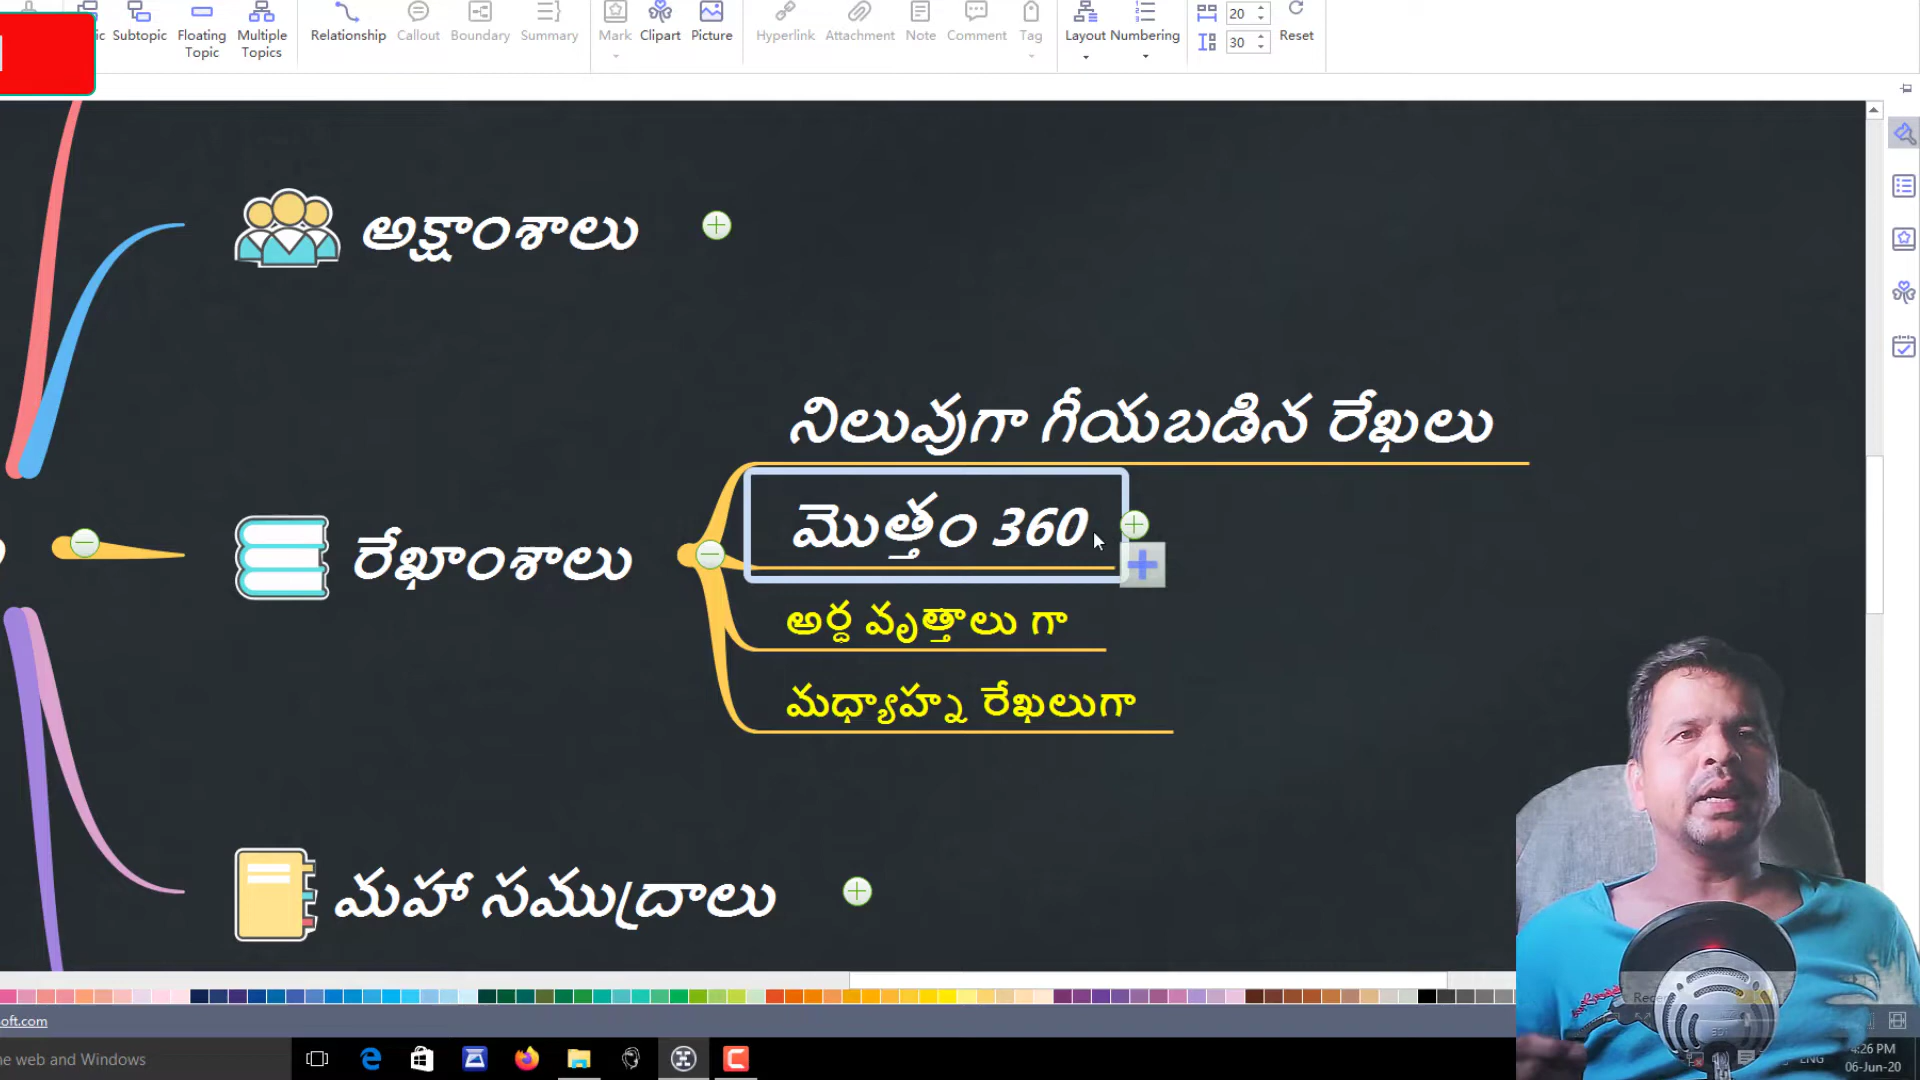 Subtopic
Floating
Topic
Multiple
Topics
Relationship
Callout
Boundary
Summary
Mark
Clipart
Picture
Hyperlink
Attachment
Note
Comment
Tag
Layout
Numbering
20
30
Reset
అక్షాంశాలు
నిలువుగా గీయబడిన రేఖలు
మొత్తం 360
రేఖాంశాలు
అర్ధ వృత్తాలు గా
మధ్యాహ్న రేఖలుగా
మహా సముద్రాలు
oft.com
e web and Windows
ENG
4:26 PM
06-Jun-20